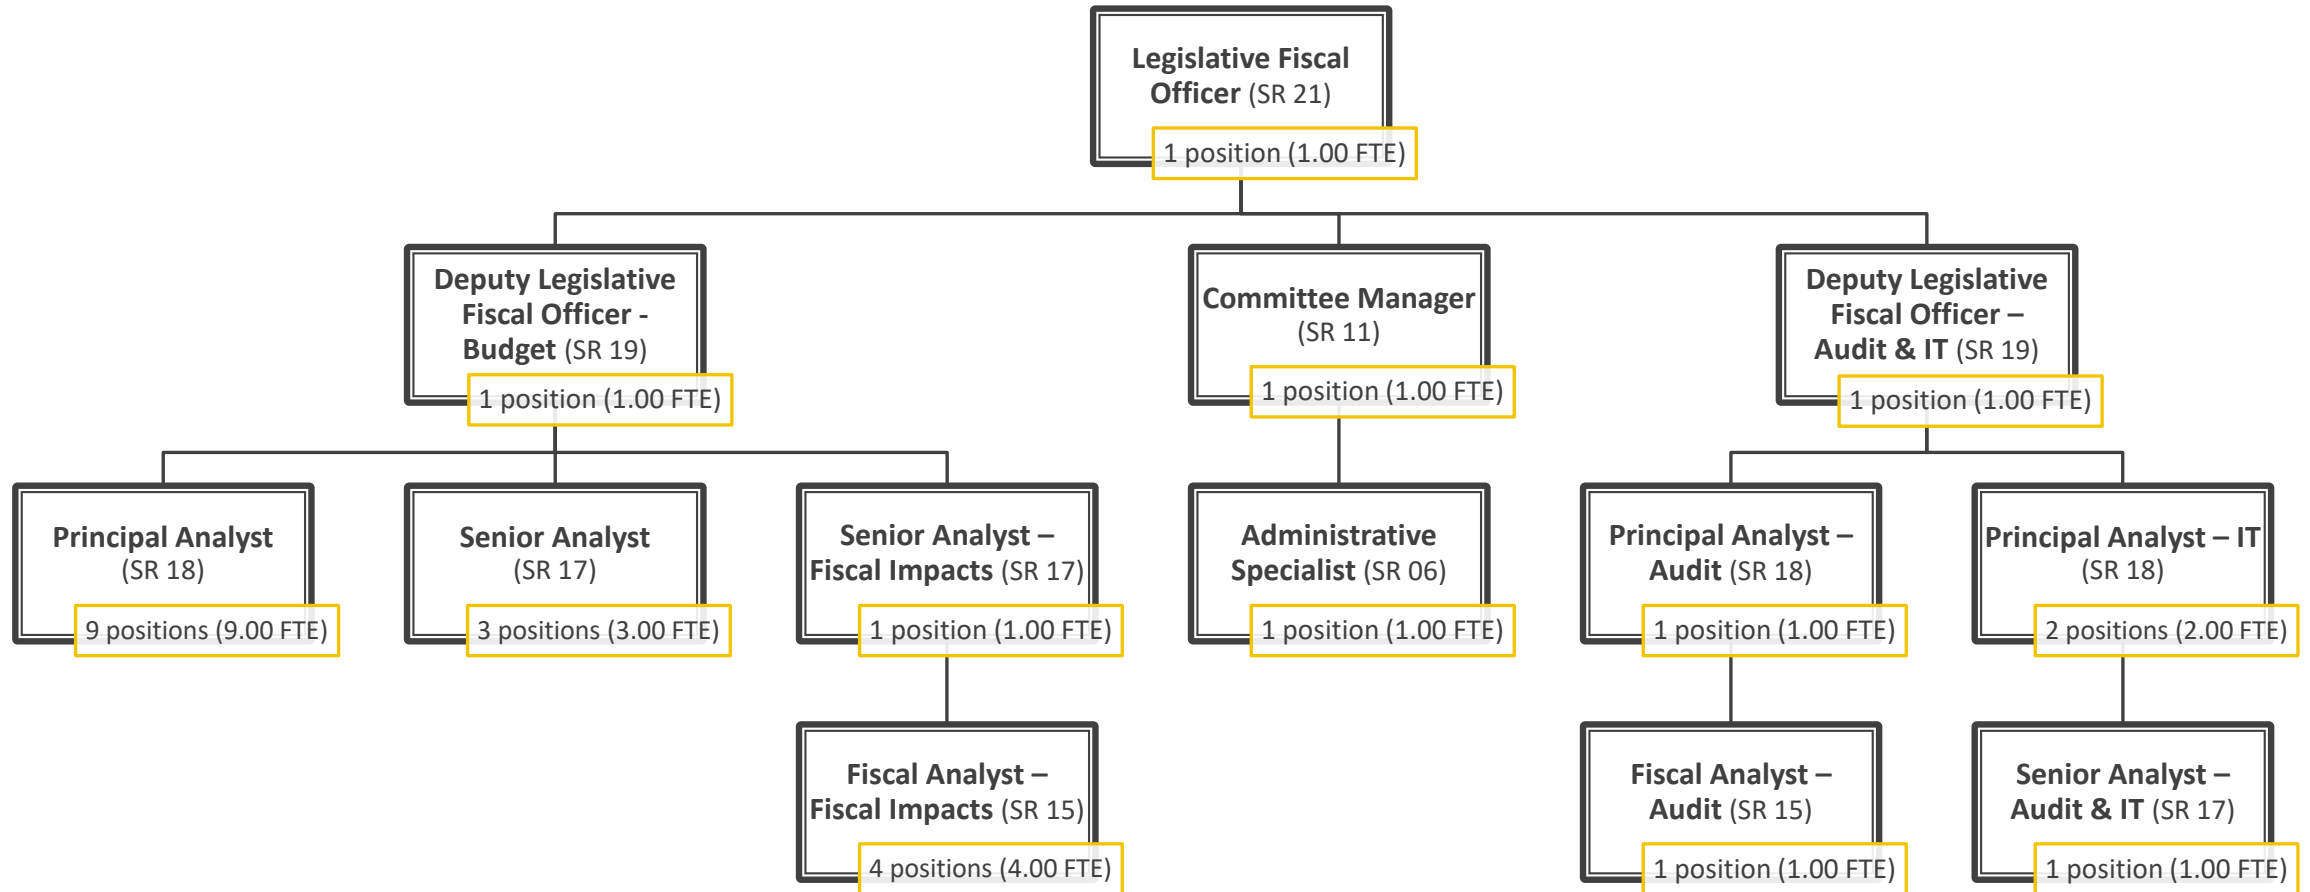 Legislative Fiscal
Officer (SR 21)
1 position (1.00 FTE)
Deputy Legislative
Fiscal Officer -
Budget (SR 19)
1 position (1.00 FTE)
Committee Manager
(SR 11)
1 position (1.00 FTE)
Deputy Legislative
Fiscal Officer –
Audit & IT (SR 19)
1 position (1.00 FTE)
Principal Analyst
(SR 18)
9 positions (9.00 FTE)
Senior Analyst
(SR 17)
3 positions (3.00 FTE)
Senior Analyst –
Fiscal Impacts (SR 17)
1 position (1.00 FTE)
Administrative
Specialist (SR 06)
1 position (1.00 FTE)
Principal Analyst –
Audit (SR 18)
1 position (1.00 FTE)
Principal Analyst – IT
(SR 18)
2 positions (2.00 FTE)
Fiscal Analyst –
Fiscal Impacts (SR 15)
4 positions (4.00 FTE)
Fiscal Analyst –
Audit (SR 15)
1 position (1.00 FTE)
Senior Analyst –
Audit & IT (SR 17)
1 position (1.00 FTE)